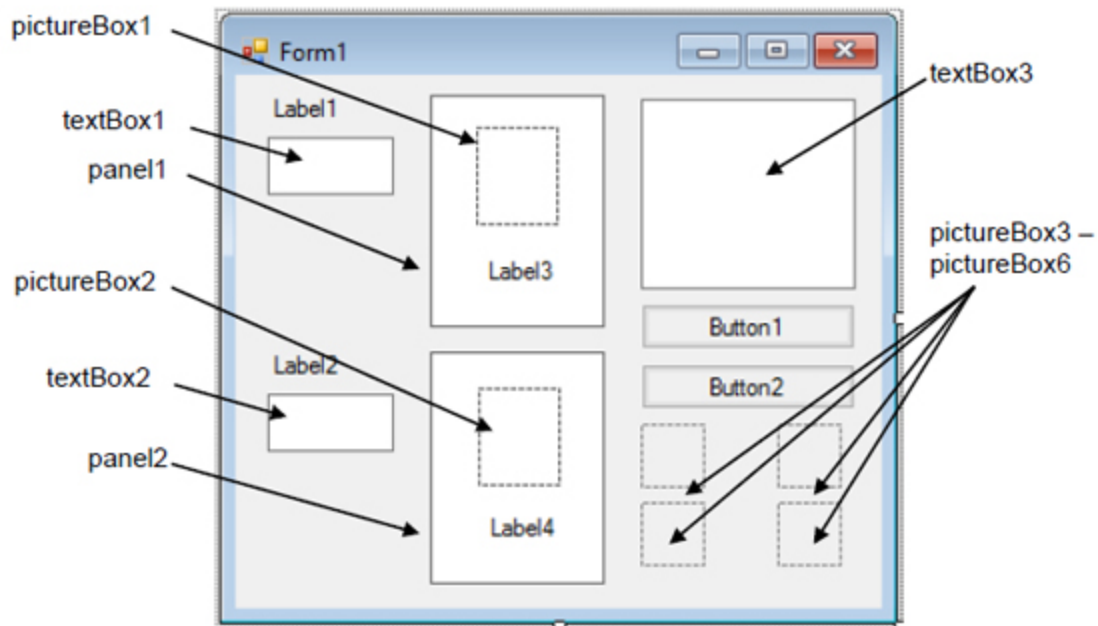 pictureBox1
Form1
textBox3
Label1
textBox1
panel1
pictureBox3 –
pictureBox6
Label3
pictureBox2
Button1
Label2
textBox2
Button2
panel2
Label4